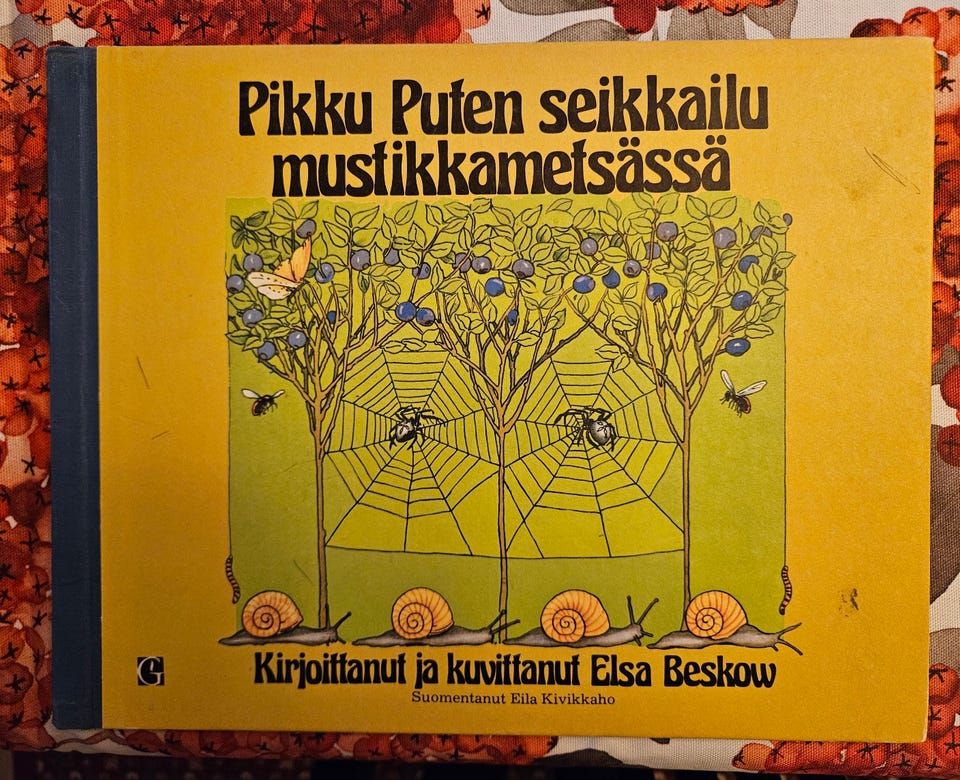 Pikku Puten seikkailu
mustikkametsässä
Kirjoittanut ja kuvittanut Elsa Beskow
Suomentanut Eila Kivikkaho
G